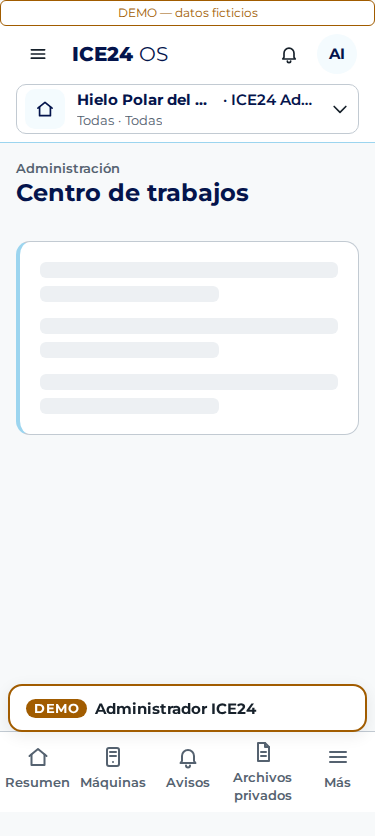 DEMO — datos ficticios
ICE24 OS
AI
Hielo Polar del ... · ICE24 Ad...
Todas · Todas
Administración
Centro de trabajos
DEMO Administrador ICE24
Resumen
Máquinas
Avisos
Archivos privados
Más